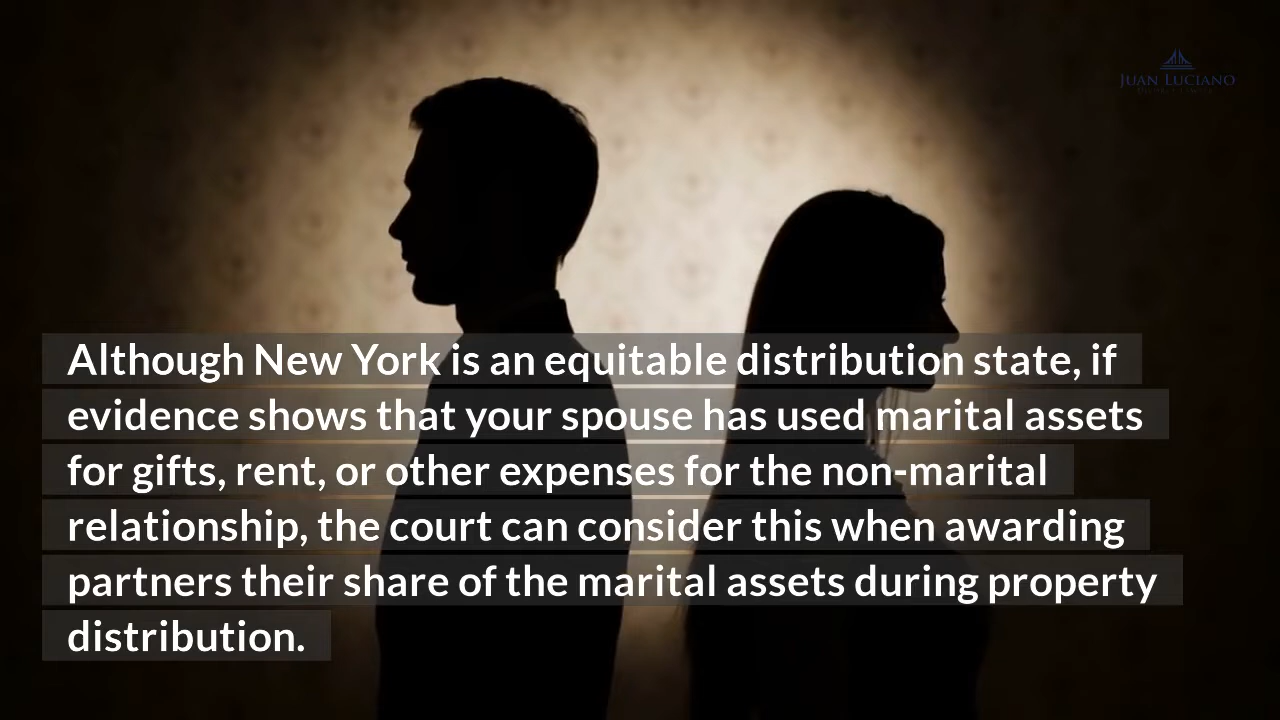 JUAN LUCIANO
Although New York is an equitable distribution state, if
evidence shows that your spouse has used marital assets
for gifts, rent, or other expenses for the non-marital
relationship, the court can consider this when awarding
partners their share of the marital assets during property
distribution.